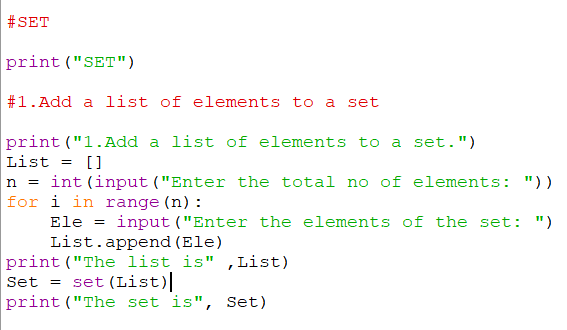 #SET
print("SET")
#1.Add a list of elements to a set
print("1.Add a list of elements to a set.")
List = []
n = int(input("Enter the total no of elements: "))
for i in range(n):
    Ele = input("Enter the elements of the set: ")
    List.append(Ele)
print("The list is" ,List)
Set = set(List)
print("The set is", Set)